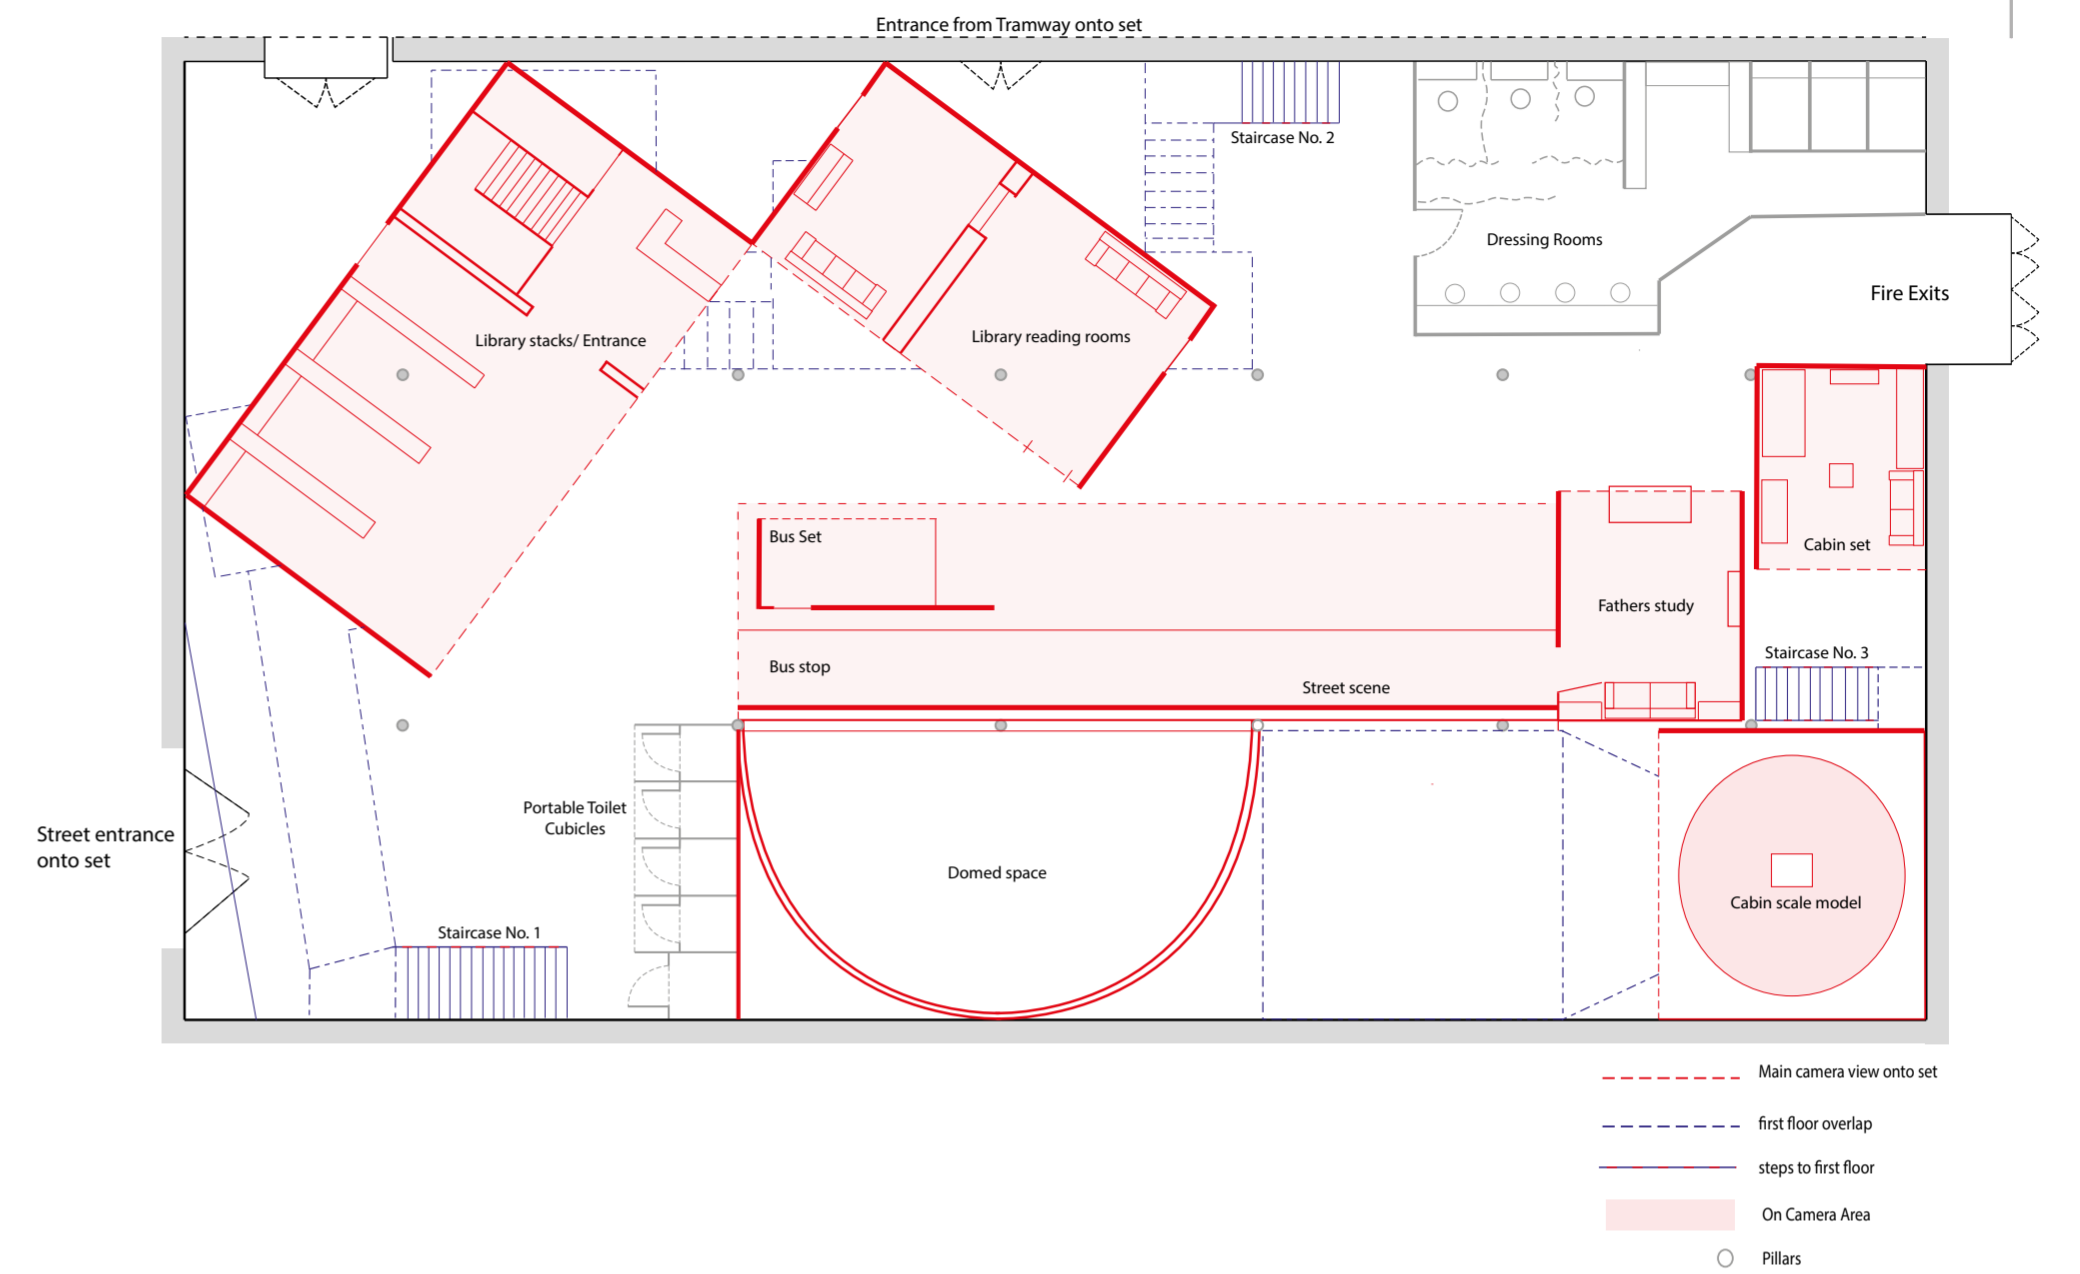 Entrance from Tramway onto set
Staircase No. 2
Dressing Rooms
Fire Exits
Library stacks/ Entrance
Library reading rooms
Bus Set
Cabin set
Fathers study
Bus stop
Staircase No. 3
Street scene
Portable Toilet
Cubicles
Street entrance
onto set
Domed space
Cabin scale model
Staircase No. 1
Main camera view onto set
first floor overlap
steps to first floor
On Camera Area
Pillars